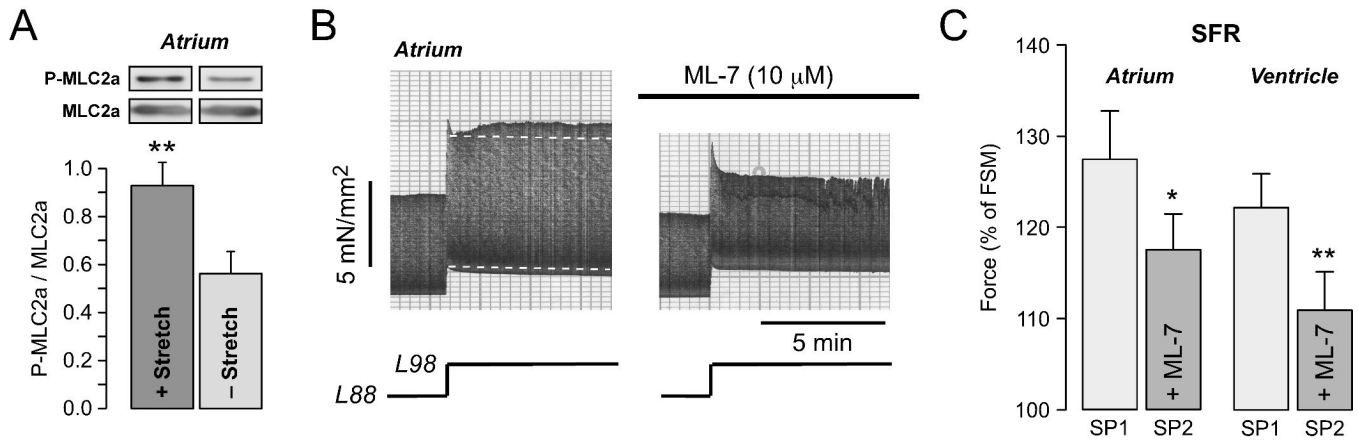 A
Atrium
P-MLC2a
MLC2a
**
P-MLC2a / MLC2a
1.0
0.8
0.6
0.4
0.2
0.0
+ Stretch
– Stretch
B
Atrium
ML-7 (10 μM)
5 mN/mm2
5 min
L98
L88
C
SFR
Atrium
Ventricle
Force (% of FSM)
140
130
120
110
100
*
**
+ ML-7
+ ML-7
SP1
SP2
SP1
SP2